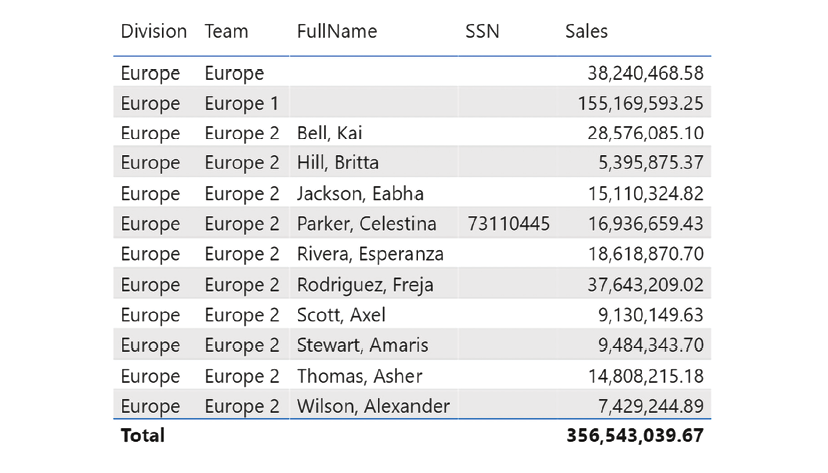 Division Team FullName SSN Sales
Europe Europe 38,240,468.58
Europe Europe 1 155,169,593.25
Europe Europe 2 Bell, Kai 28,576,085.10
Europe Europe 2 Hill, Britta 5,395,875.37
Europe Europe 2 Jackson, Eabha 15,110,324.82
Europe Europe 2 Parker, Celestina 73110445 16,936,659.43
Europe Europe 2 Rivera, Esperanza 18,618,870.70
Europe Europe 2 Rodriguez, Freja 37,643,209.02
Europe Europe 2 Scott, Axel 9,130,149.63
Europe Europe 2 Stewart, Amaris 9,484,343.70
Europe Europe 2 Thomas, Asher 14,808,215.18
Europe Europe 2 Wilson, Alexander 7,429,244.89
Total 356,543,039.67